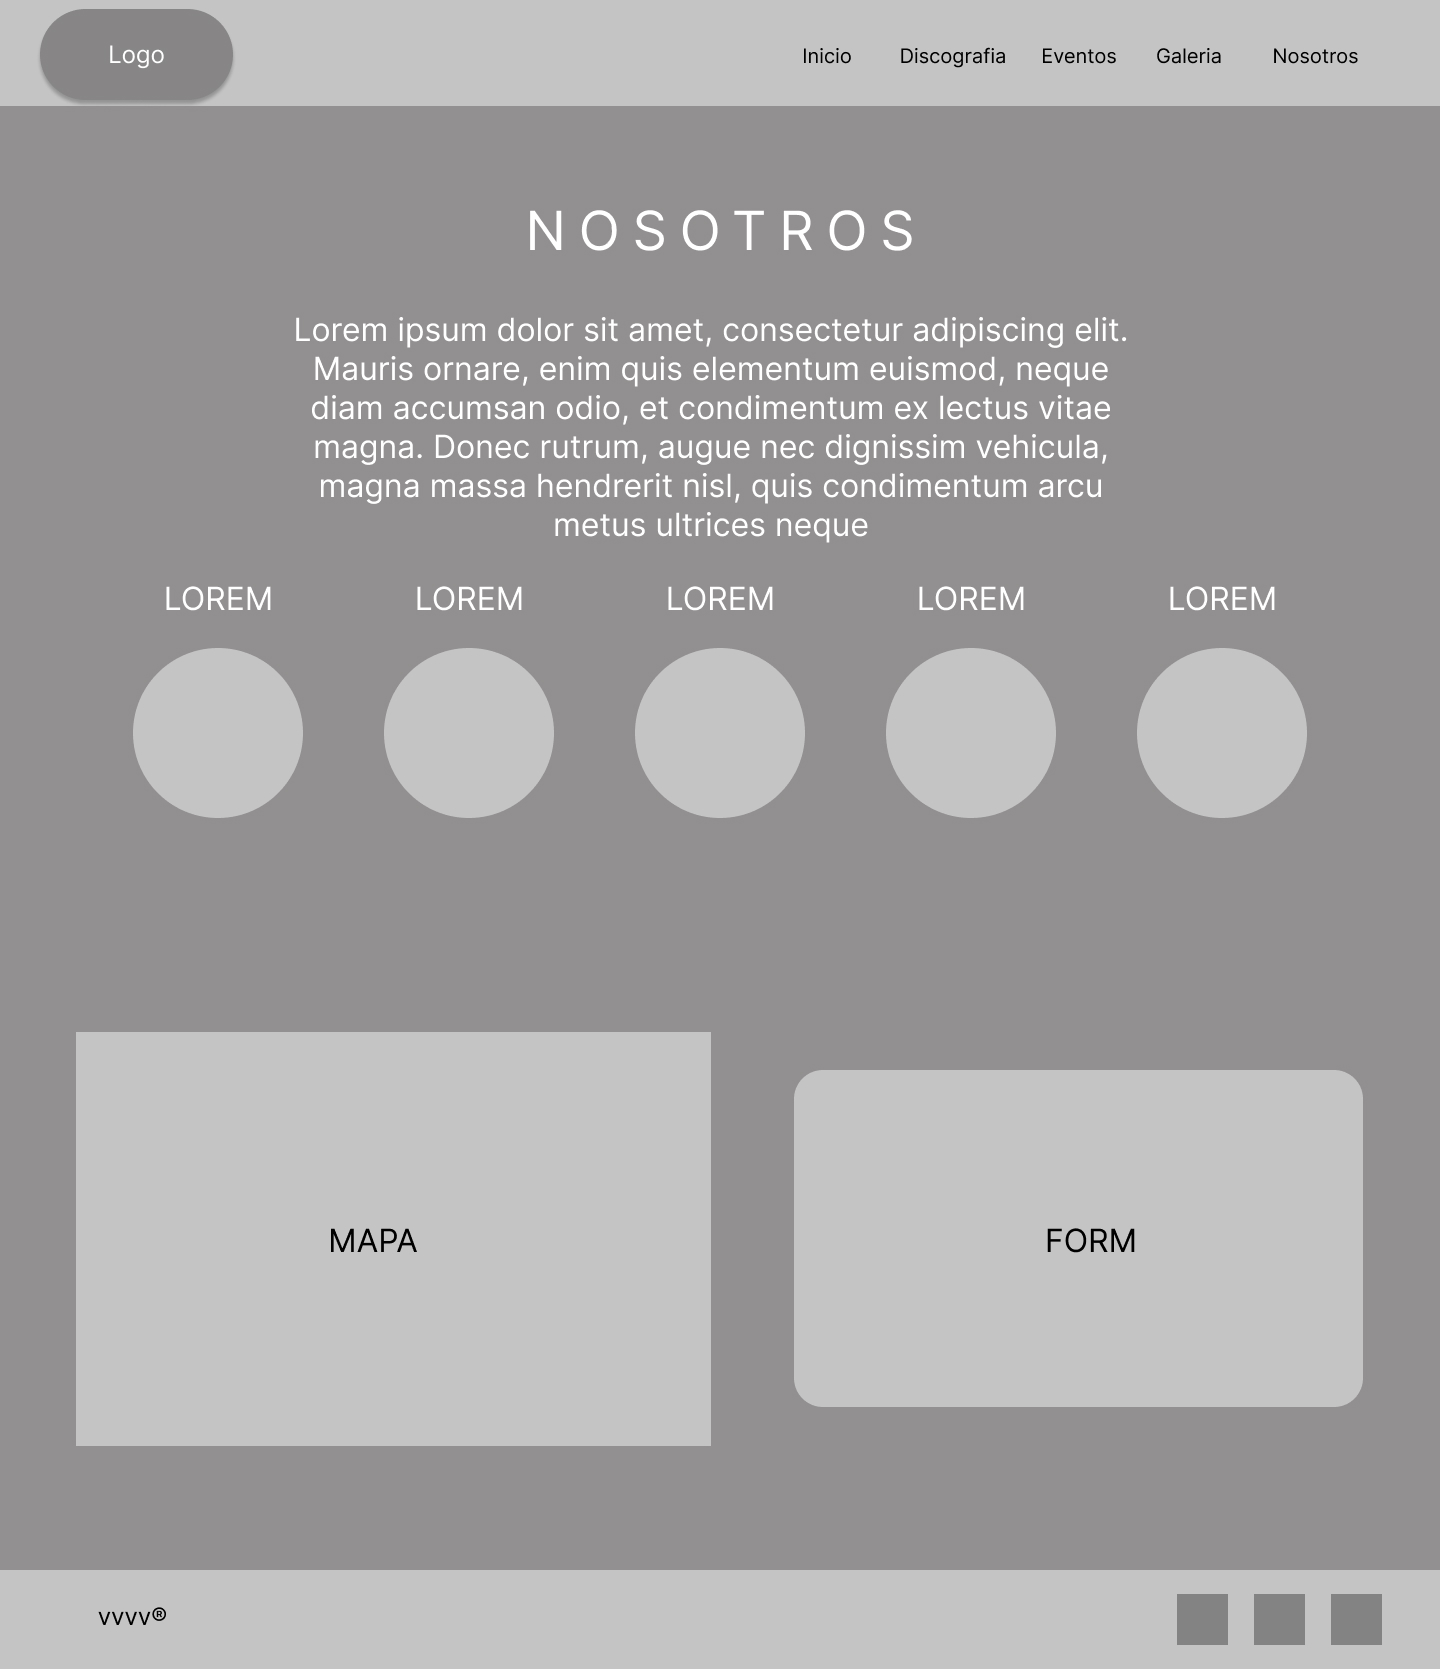 Logo
Inicio Discografia Eventos Galeria Nosotros
NOSOTROS
Lorem ipsum dolor sit amet, consectetur adipiscing elit.
Mauris ornare, enim quis elementum euismod, neque
diam accumsan odio, et condimentum ex lectus vitae
magna. Donec rutrum, augue nec dignissim vehicula,
magna massa hendrerit nisl, quis condimentum arcu
metus ultrices neque
LOREM LOREM LOREM LOREM LOREM
MAPA
FORM
vvvv®